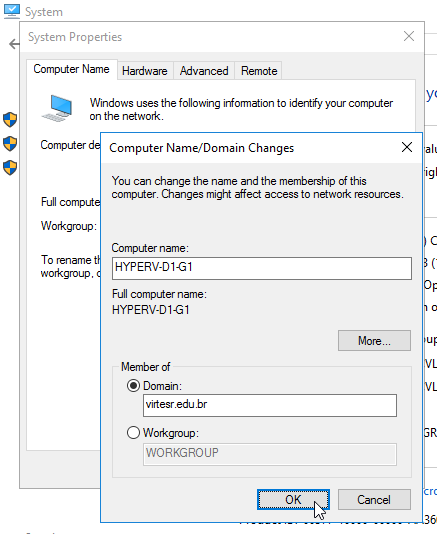 System
System Properties
Computer Name Hardware Advanced Remote
Windows uses the following information to identify your computer
on the network.
Computer de
Full compute
Workgroup:
To rename th
workgroup, c
Computer Name/Domain Changes
You can change the name and the membership of this
computer. Changes might affect access to network resources.
Computer name:
HYPERV-D1-G1
Full computer name:
HYPERV-D1-G1
More...
Member of
Domain:
virtesr.edu.br
Workgroup:
WORKGROUP
OK Cancel